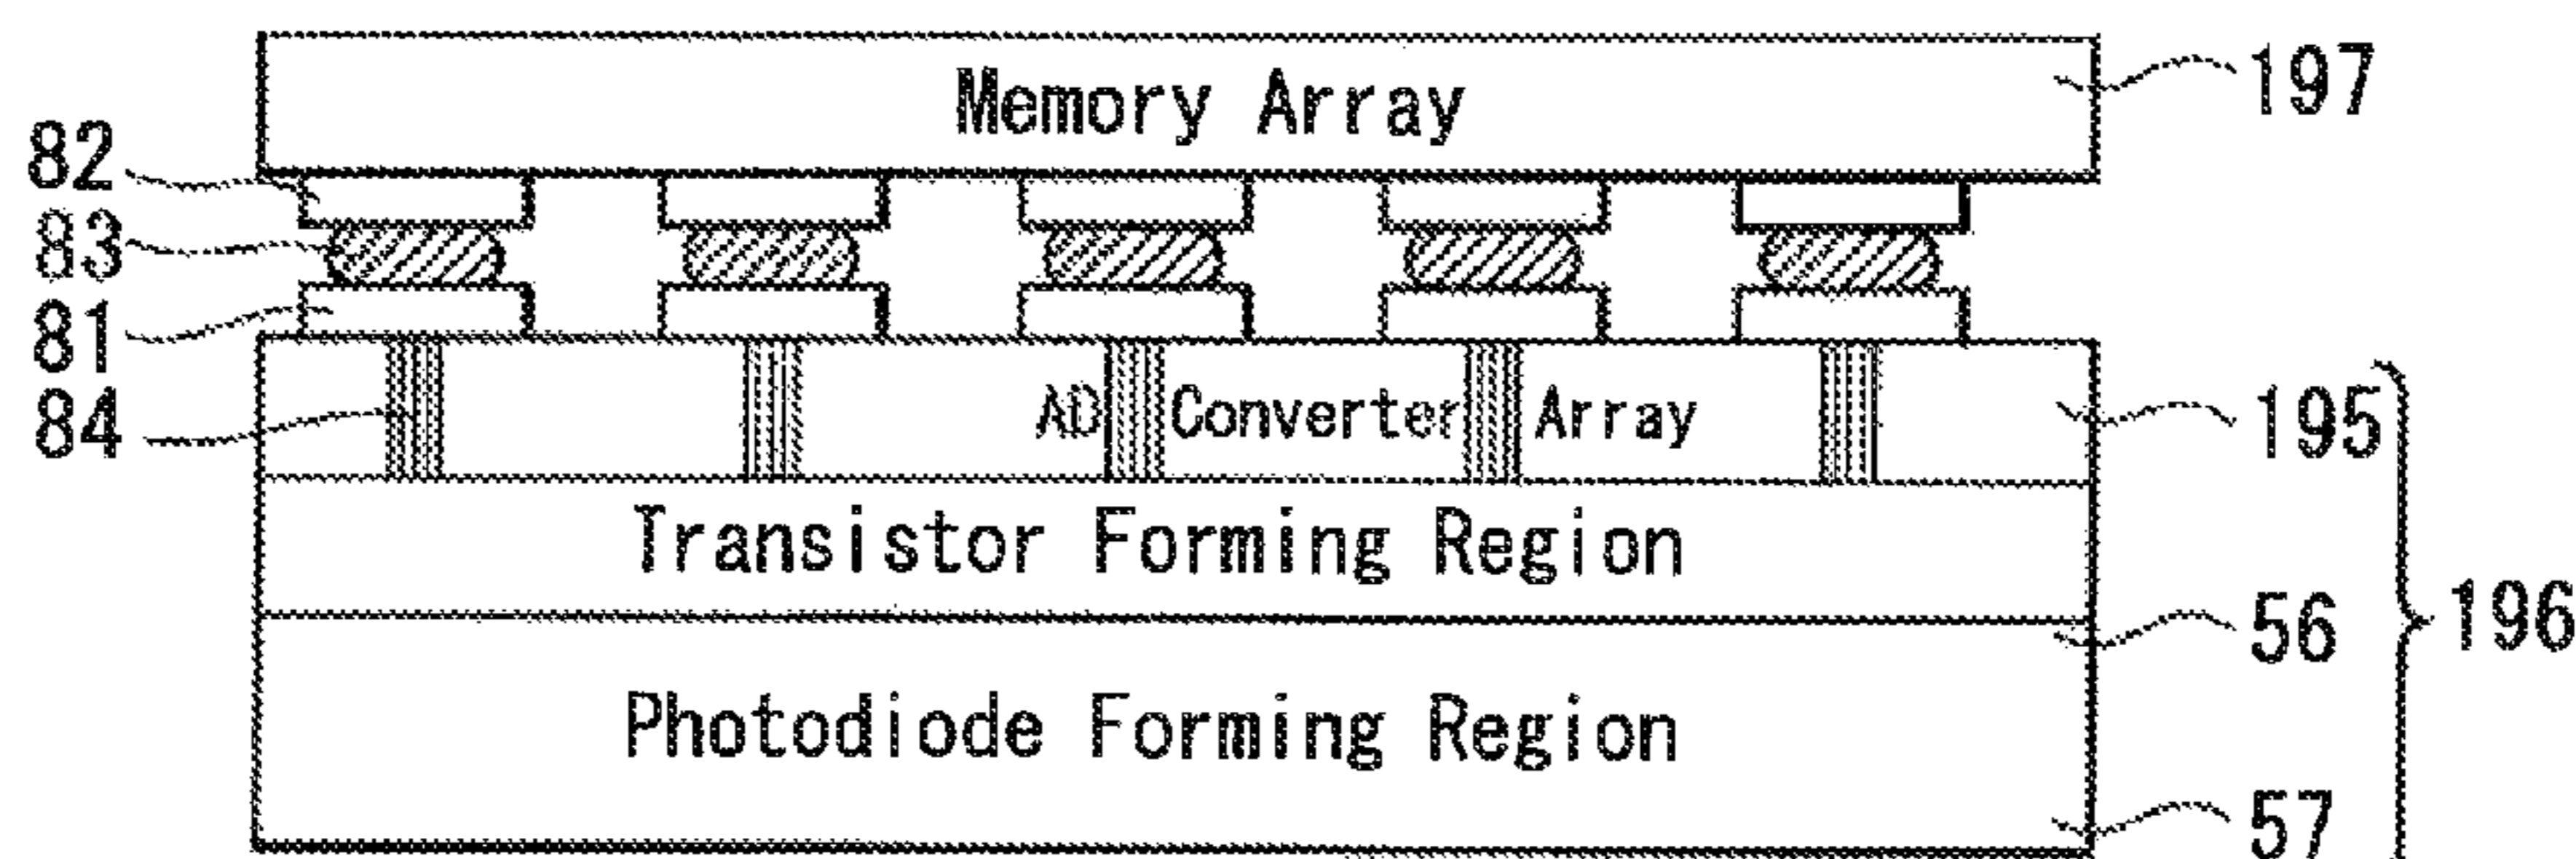 Memory Array
197
82
83
81
84
AD Converter Array
195
Transistor Forming Region
56
196
Photodiode Forming Region
57